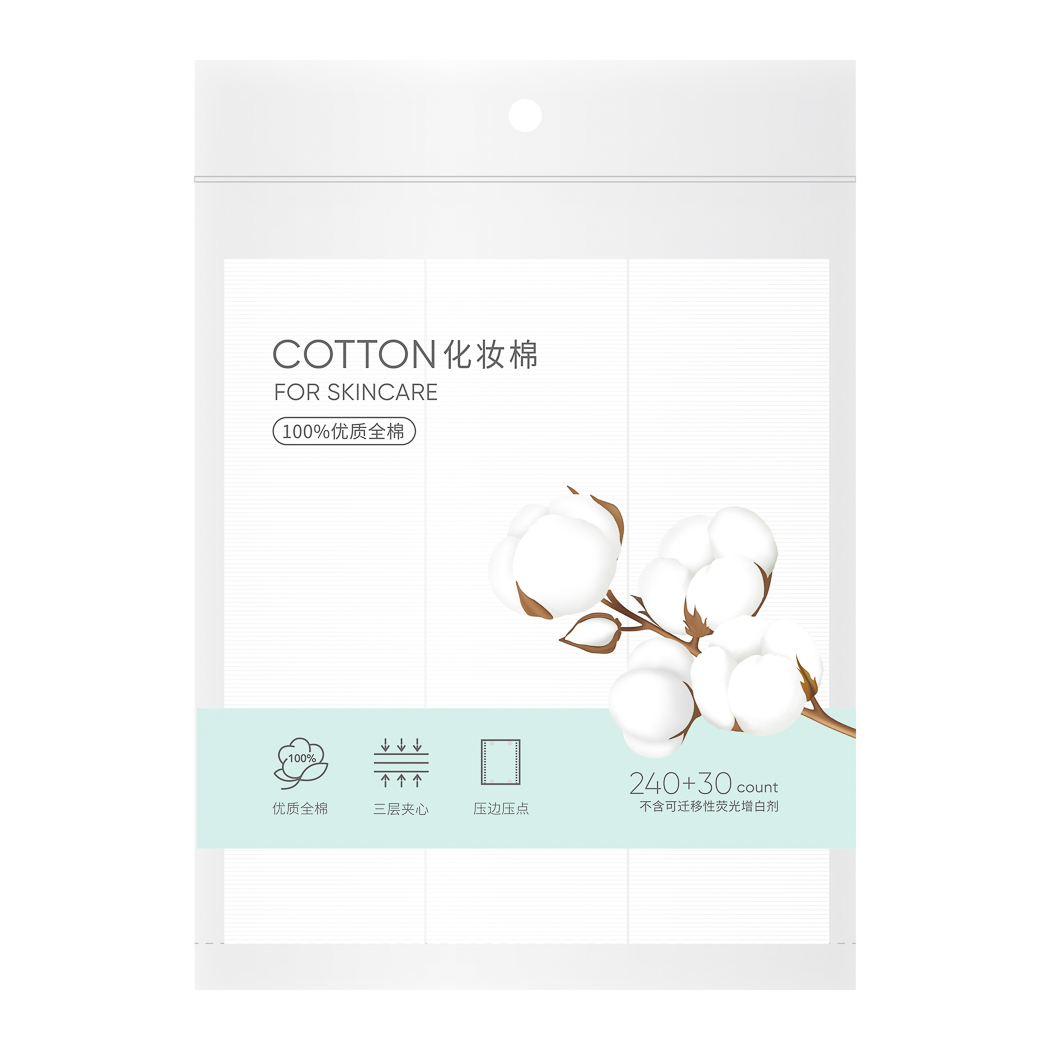 COTTON化妆棉
FOR SKINCARE
100%优质全棉
100%
优质全棉
三层夹心
压边压点
240+30 count
不含可迁移性荧光增白剂